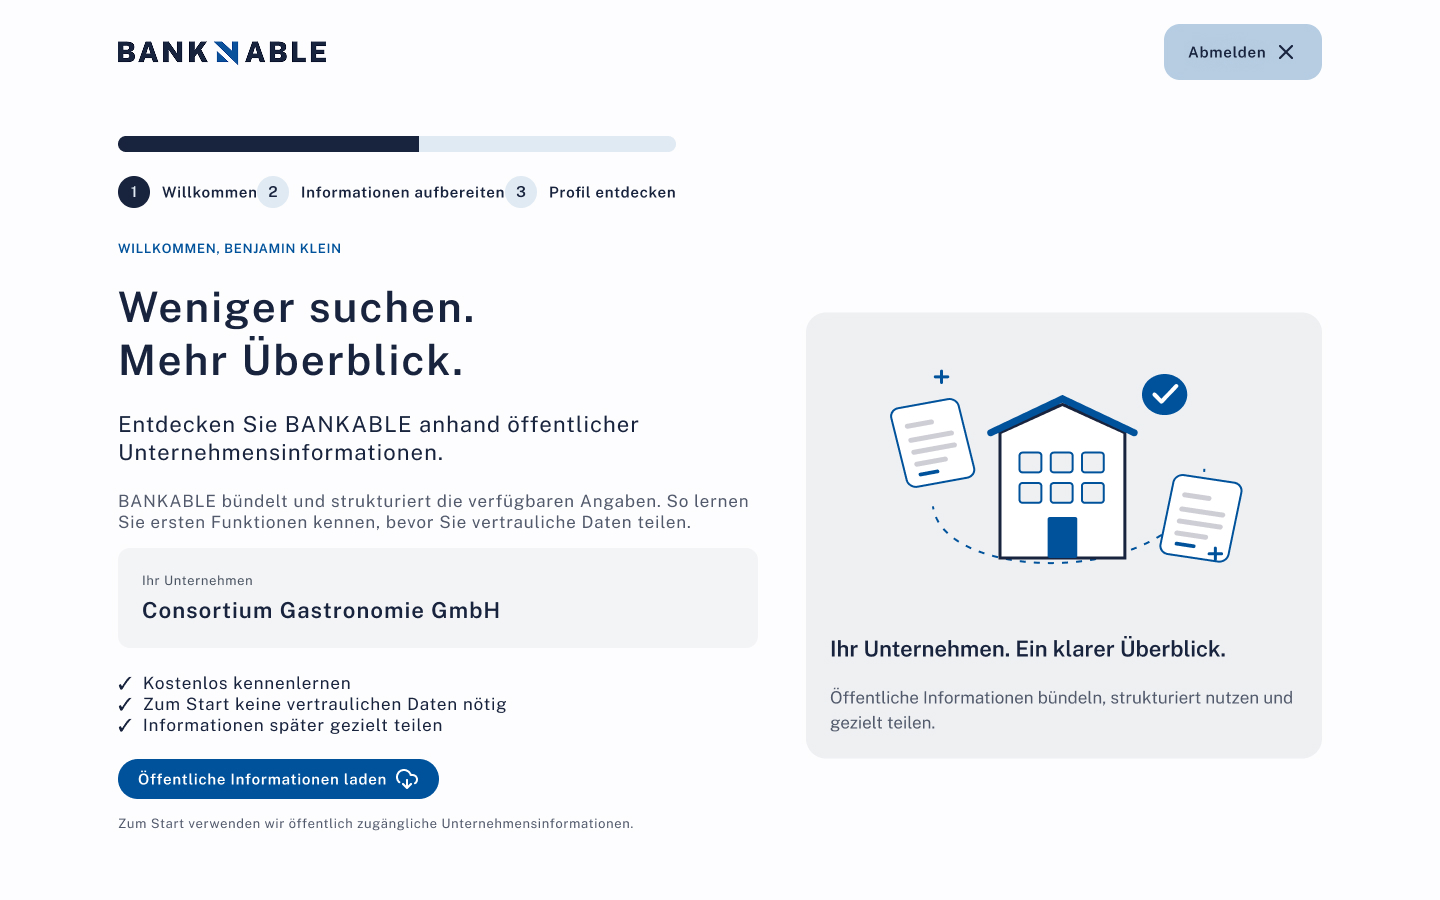 BANKABLE
Abmelden
1 Willkommen 2 Informationen aufbereiten 3 Profil entdecken
WILLKOMMEN, BENJAMIN KLEIN
Weniger suchen.
Mehr Überblick.
Entdecken Sie BANKABLE anhand öffentlicher
Unternehmensinformationen.
BANKABLE bündelt und strukturiert die verfügbaren Angaben. So lernen
Sie ersten Funktionen kennen, bevor Sie vertrauliche Daten teilen.
Ihr Unternehmen
Consortium Gastronomie GmbH
✓ Kostenlos kennenlernen
✓ Zum Start keine vertraulichen Daten nötig
✓ Informationen später gezielt teilen
Öffentliche Informationen laden
Zum Start verwenden wir öffentlich zugängliche Unternehmensinformationen.
Ihr Unternehmen. Ein klarer Überblick.
Öffentliche Informationen bündeln, strukturiert nutzen und
gezielt teilen.